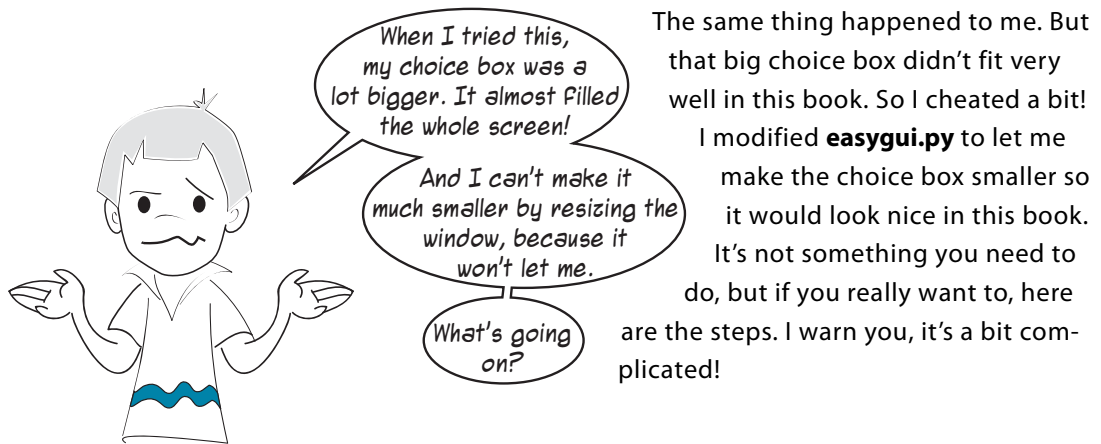 When I tried this,
my choice box was a
lot bigger. It almost filled
the whole screen!
And I can't make it
much smaller by resizing the
window, because it
won't let me.
What's going
on?
The same thing happened to me. But
that big choice box didn't fit very
well in this book. So I cheated a bit!
I modified easygui.py to let me
make the choice box smaller so
it would look nice in this book.
It's not something you need to
do, but if you really want to, here
are the steps. I warn you, it's a bit com-
plicated!